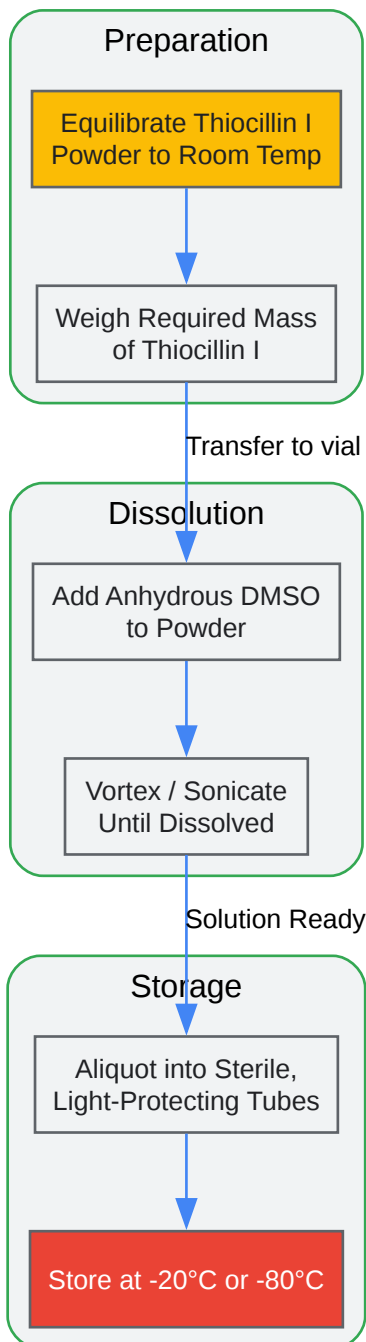 Preparation
Equilibrate Thiocillin I
Powder to Room Temp
Weigh Required Mass
of Thiocillin I
Transfer to vial
Dissolution
Add Anhydrous DMSO
to Powder
Vortex / Sonicate
Until Dissolved
Solution Ready
Storage
Aliquot into Sterile,
Light-Protecting Tubes
Store at -20°C or -80°C